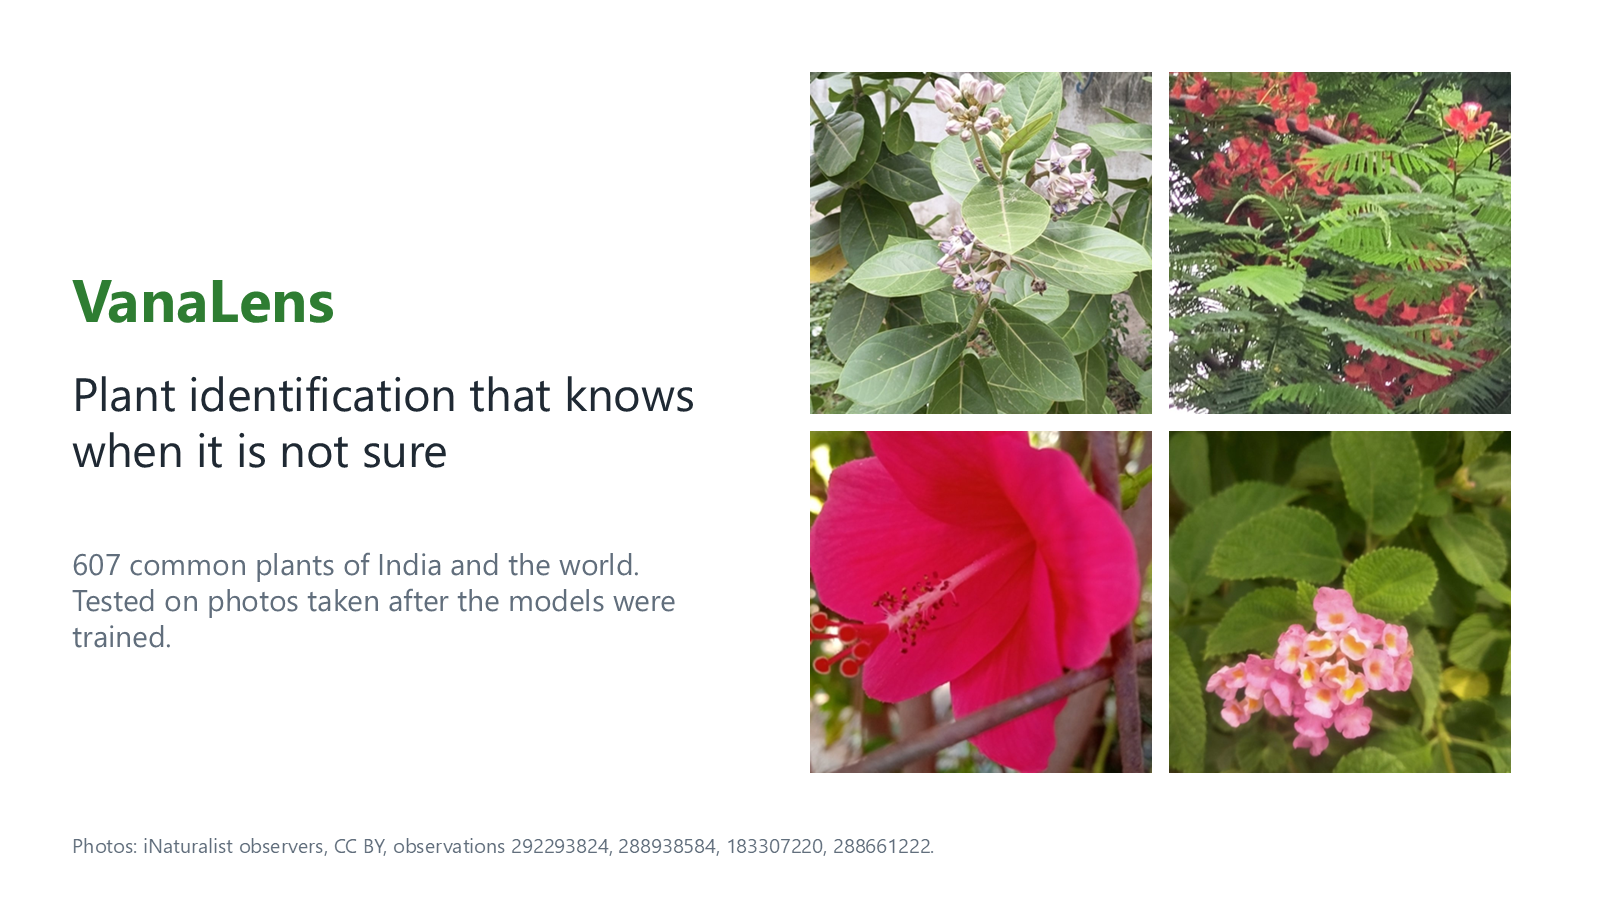 VanaLens
Plant identification that knows
when it is not sure
607 common plants of India and the world.
Tested on photos taken after the models were
trained.
Photos: iNaturalist observers, CC BY, observations 292293824, 288938584, 183307220, 288661222.